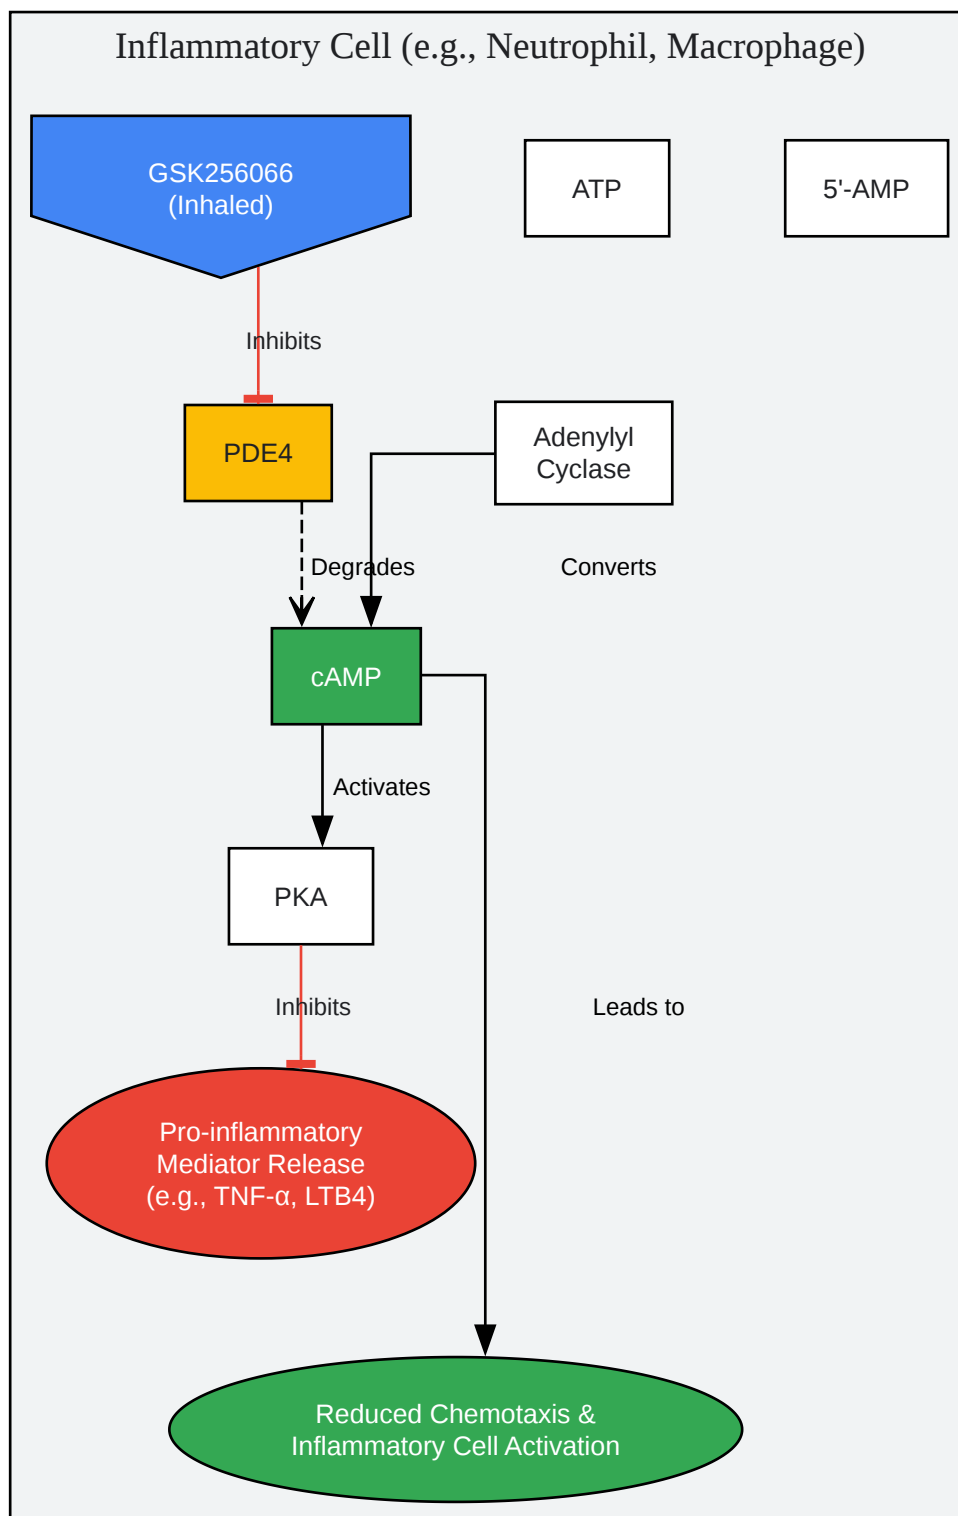 Inflammatory Cell (e.g., Neutrophil, Macrophage)
GSK256066
(Inhaled)
ATP
5'-AMP
Inhibits
PDE4
Adenylyl
Cyclase
Degrades
Converts
cAMP
Activates
PKA
Inhibits
Leads to
Pro-inflammatory
Mediator Release
(e.g., TNF-α, LTB4)
Reduced Chemotaxis &
Inflammatory Cell Activation